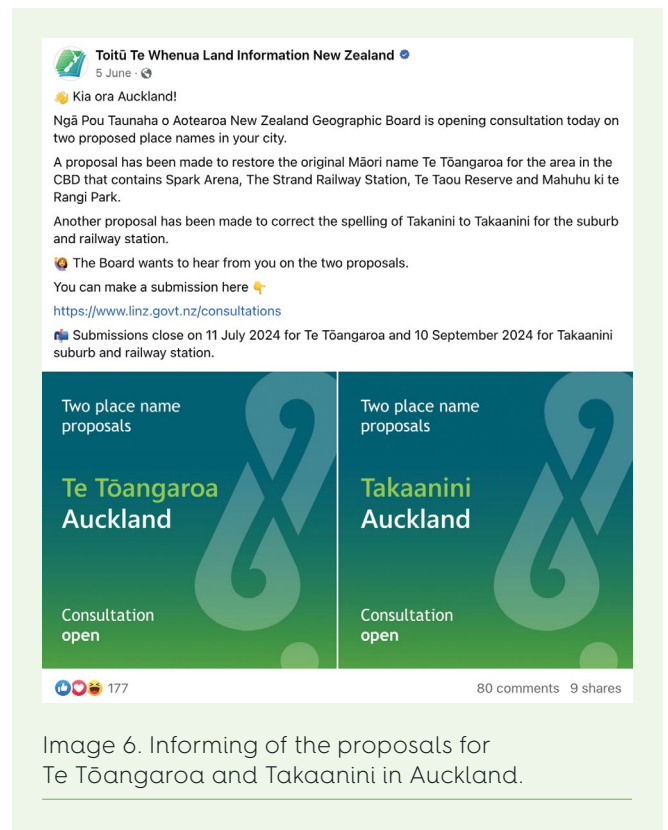 Toitū Te Whenua Land Information New Zealand
5 June ·
Kia ora Auckland!
Ngā Pou Taunaha o Aotearoa New Zealand Geographic Board is opening consultation today on
two proposed place names in your city.
A proposal has been made to restore the original Māori name Te Tōangaroa for the area in the
CBD that contains Spark Arena, The Strand Railway Station, Te Taou Reserve and Mahuhu ki te
Rangi Park.
Another proposal has been made to correct the spelling of Takanini to Takaanini for the suburb
and railway station.
The Board wants to hear from you on the two proposals.
You can make a submission here
https://www.linz.govt.nz/consultations
Submissions close on 11 July 2024 for Te Tōangaroa and 10 September 2024 for Takaanini
suburb and railway station.
Two place name
proposals
Te Tōangaroa
Auckland
Consultation
open
Two place name
proposals
Takaanini
Auckland
Consultation
open
177
80 comments 9 shares
Image 6. Informing of the proposals for
Te Tōangaroa and Takaanini in Auckland.